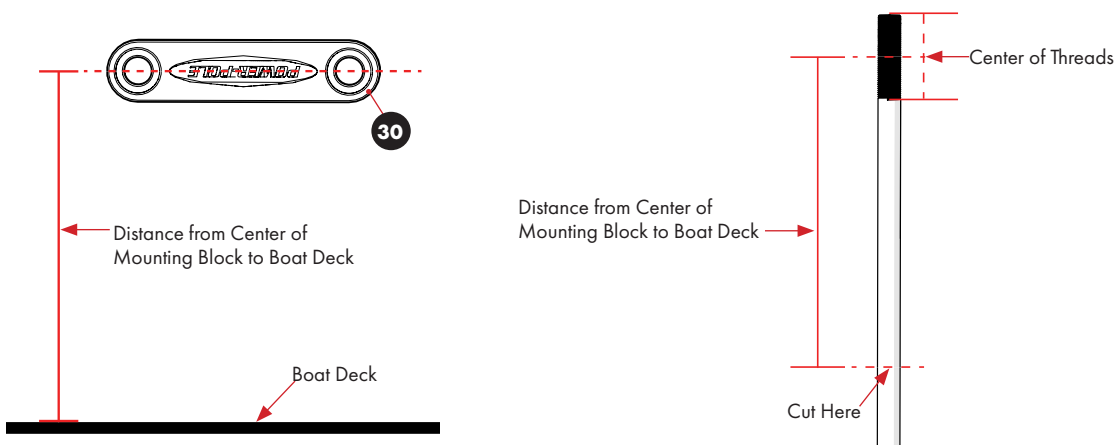 POWER-POLE
30
Distance from Center of
Mounting Block to Boat Deck
Boat Deck
Center of Threads
Distance from Center of
Mounting Block to Boat Deck
Cut Here